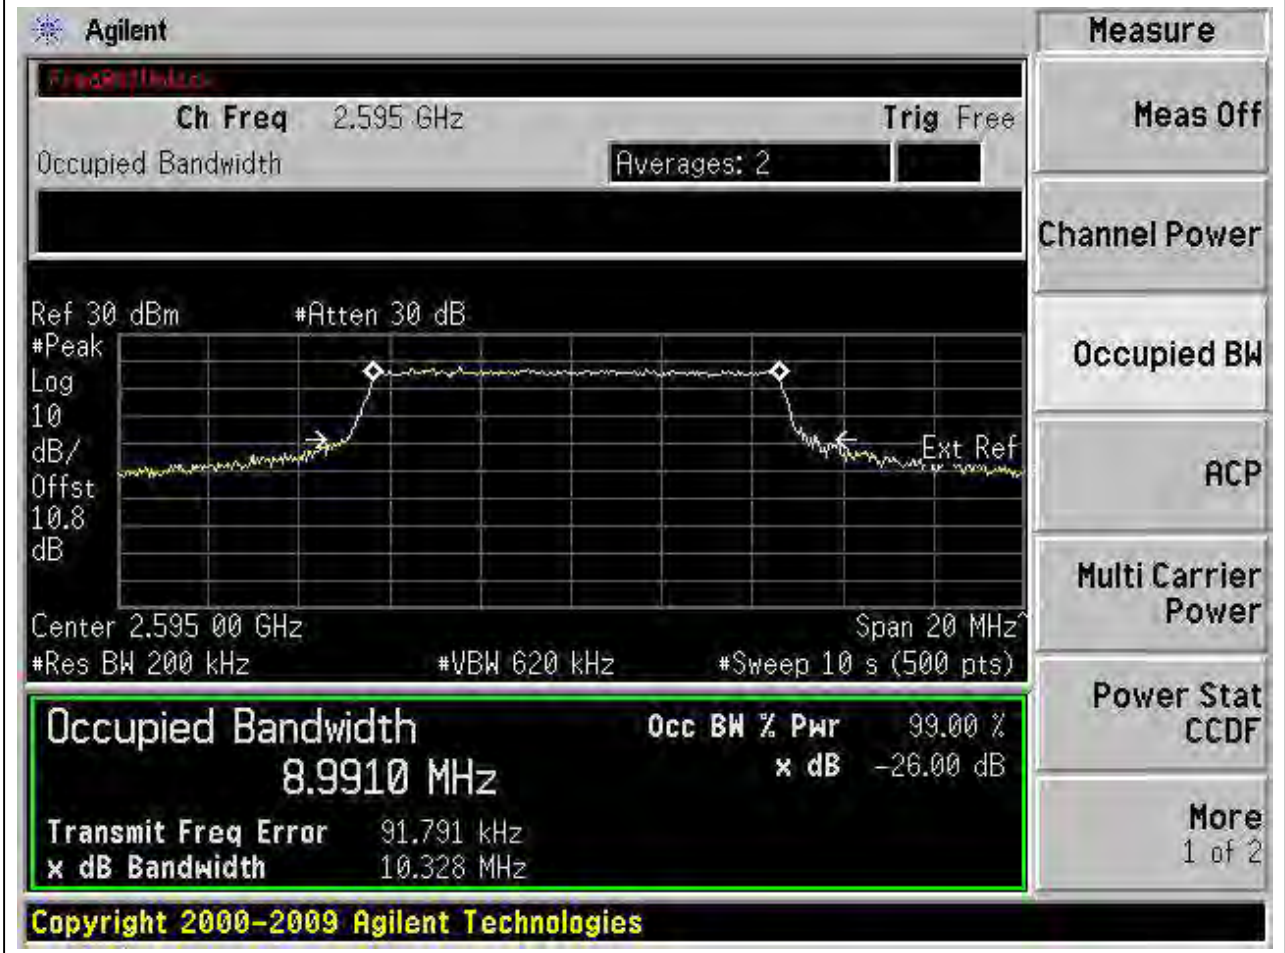 Agilent
Measure
Ch Freq 2.595 GHz Trig Free
Occupied Bandwidth Averages: 2
Meas Off
Channel Power
Occupied BW
ACP
Multi Carrier
Power
Power Stat
CCDF
More
1 of 2
Ref 30 dBm #Atten 30 dB
#Peak
Log
10
dB/
Offst
10.8
dB
Ext Ref
Center 2.595 00 GHz Span 20 MHz^
#Res BW 200 kHz #VBW 620 kHz #Sweep 10 s (500 pts)
Occupied Bandwidth Occ BW % Pwr 99.00 %
8.9910 MHz x dB -26.00 dB
Transmit Freq Error 91.791 kHz
x dB Bandwidth 10.328 MHz
Copyright 2000-2009 Agilent Technologies